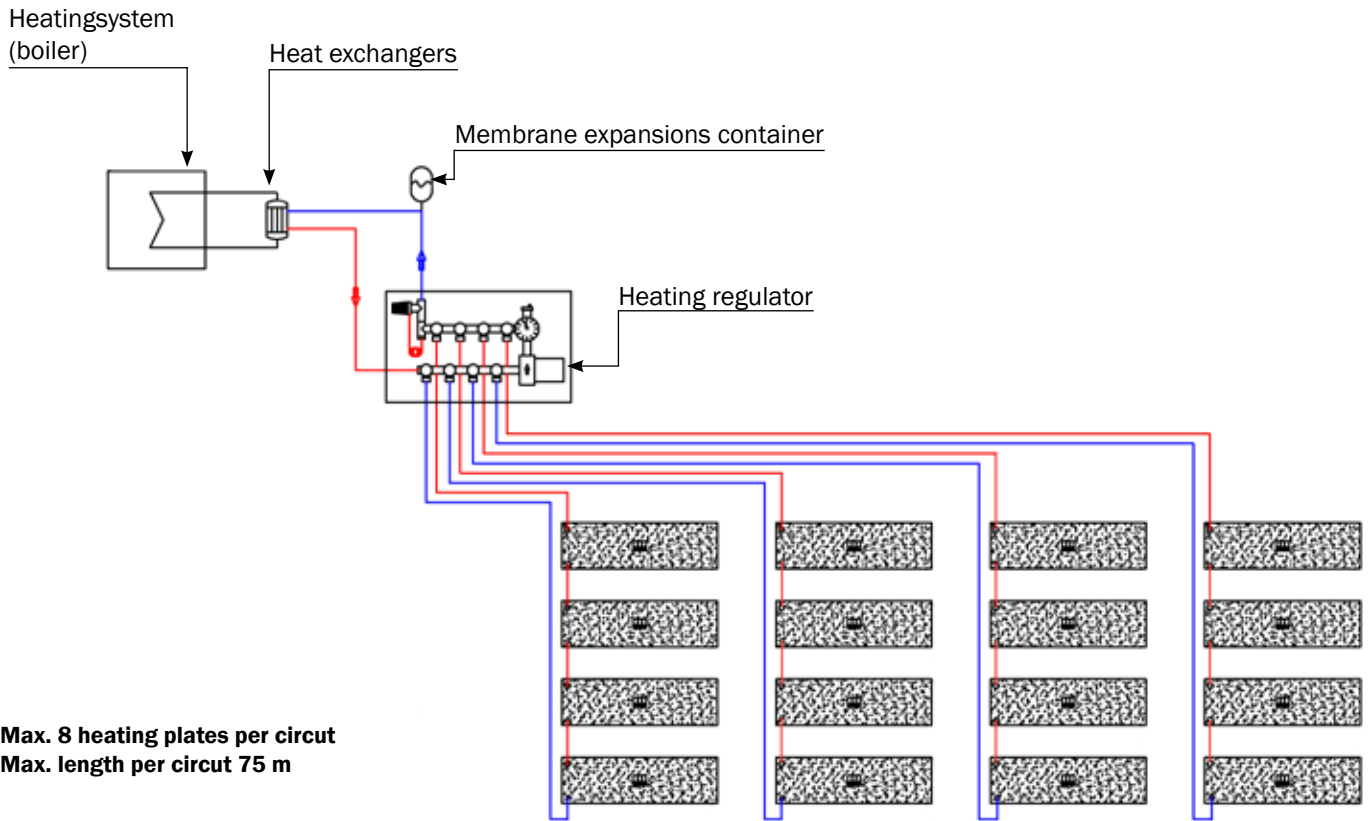 Heatingsystem
(boiler)
Heat exchangers
Membrane expansions container
Heating regulator
Max. 8 heating plates per circut
Max. length per circut 75 m